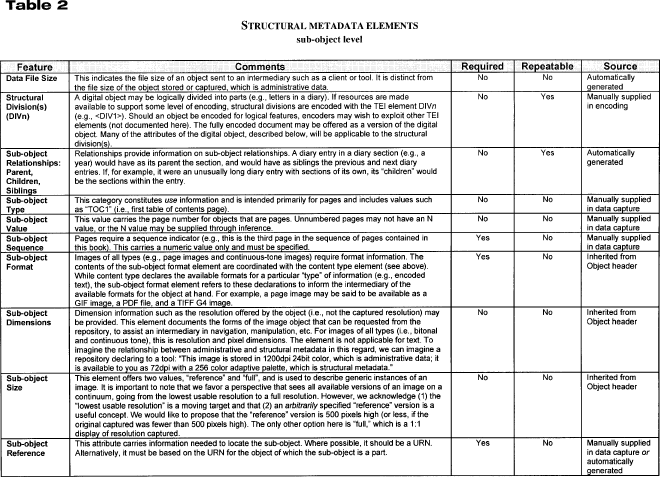 Table 2
STRUCTURAL METADATA ELEMENTS
sub-object level
Feature Comments Required Repeatable Source
Data File Size This indicates the file size of an object sent to an intermediary such as a client or tool. It is distinct from No No Automatically
the file size of the object stored or captured, which is administrative data. generated
Structural A digital object may be logically divided into parts (e.g., letters in a diary). If resources are made No Yes Manually supplied
Division(s) available to support some level of encoding, structural divisions are encoded with the TEI element DIVn in encoding
(DIVn) (e.g., <DIV1>). Should an object be encoded for logical features, encoders may wish to exploit other TEI
elements (not documented here). The fully encoded document may be offered as a version of the digital
object. Many of the attributes of the digital object, described below, will be applicable to the structural
division(s).
Sub-object Relationships provide information on sub-object relationships. A diary entry in a diary section (e.g., a No Yes Automatically
Relationships: year) would have as its parent the section, and would have as siblings the previous and next diary generated
Parent, entries. If, for example, it were an unusually long diary entry with sections of its own, its "children" would
Children, be the sections within the entry.
Siblings
Sub-object This category constitutes use information and is intended primarily for pages and includes values such No No Manually supplied
Type as "TOC1" (i.e., first table of contents page). in data capture
Sub-object This value carries the page number for objects that are pages. Unnumbered pages may not have an N No No Manually supplied
Value value, or the N value may be supplied through inference. in data capture
Sub-object Pages require a sequence indicator (e.g., this is the third page in the sequence of pages contained in Yes No Manually supplied
Sequence this book). This carries a numeric value only and must be specified. in data capture
Sub-object Images of all types (e.g., page images and continuous-tone images) require format information. The Yes No Inherited from
Format contents of the sub-object format element are coordinated with the content type element (see above). Object header
While content type declares the available formats for a particular "type" of information (e.g., encoded
text), the sub-object format element refers to these declarations to inform the intermediary of the
available formats for the object at hand. For example, a page image may be said to be available as a
GIF image, a PDF file, and a TIFF G4 image.
Sub-object Dimension information such as the resolution offered by the object (i.e., not the captured resolution) may No No Inherited from
Dimensions be provided. This element documents the forms of the image object that can be requested from the Object header
repository, to assist an intermediary in navigation, manipulation, etc. For images of all types (i.e., bitonal
and continuous tone), this is resolution and pixel dimensions. The element is not applicable for text. To
imagine the relationship between administrative and structural metadata in this regard, we can imagine a
repository declaring to a tool: "This image is stored in 1200dpi 24bit color, which is administrative data; it
is available to you as 72dpi with a 256 color adaptive palette, which is structural metadata."
Sub-object This element offers two values, "reference" and "full", and is used to describe generic instances of an No No Inherited from
Size image. It is important to note that we favor a perspective that sees all available versions of an image on a Object header
continuum, going from the lowest usable resolution to a full resolution. However, we acknowledge (1) the
"lowest usable resolution" is a moving target and that (2) an arbitrarily specified "reference" version is a
useful concept. We would like to propose that the "reference" version is 500 pixels high (or less, if the
original captured was fewer than 500 pixels high). The only other option here is "full," which is a 1:1
display of resolution captured.
Sub-object This attribute carries information needed to locate the sub-object. Where possible, it should be a URN. Yes No Manually supplied
Reference Alternatively, it must be based on the URN for the object of which the sub-object is a part. in data capture or
automatically
generated